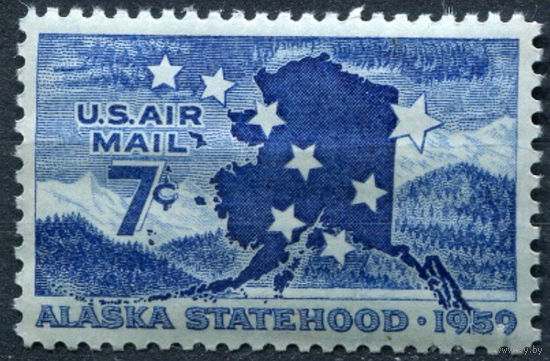 U.S. AIR
MAIL
7¢
ALASKA STATEHOOD · 1959